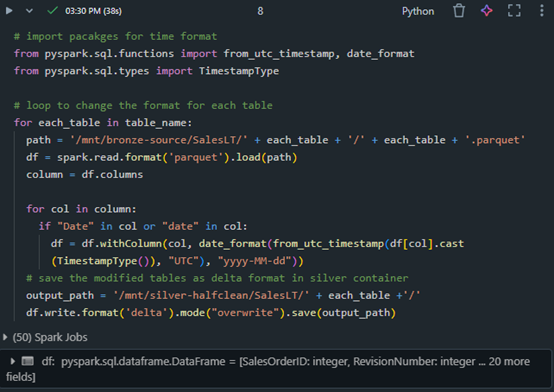 03:30 PM (38s)
8
Python
# import pacakges for time format
from pyspark.sql.functions import from_utc_timestamp, date_format
from pyspark.sql.types import TimestampType
# loop to change the format for each table
for each_table in table_name:
path = '/mnt/bronze-source/SalesLT/' + each_table + '/' + each_table + '.parquet'
df = spark.read.format('parquet').load(path)
column = df.columns
for col in column:
if "Date" in col or "date" in col:
df = df.withColumn(col, date_format(from_utc_timestamp(df[col].cast
(TimestampType()), "UTC"), "yyyy-MM-dd"))
# save the modified tables as delta format in silver container
output_path = '/mnt/silver-halfclean/SalesLT/' + each_table +'/'
df.write.format('delta').mode("overwrite").save(output_path)
(50) Spark Jobs
df: pyspark.sql.dataframe.DataFrame = [SalesOrderID: integer, RevisionNumber: integer ... 20 more
fields]